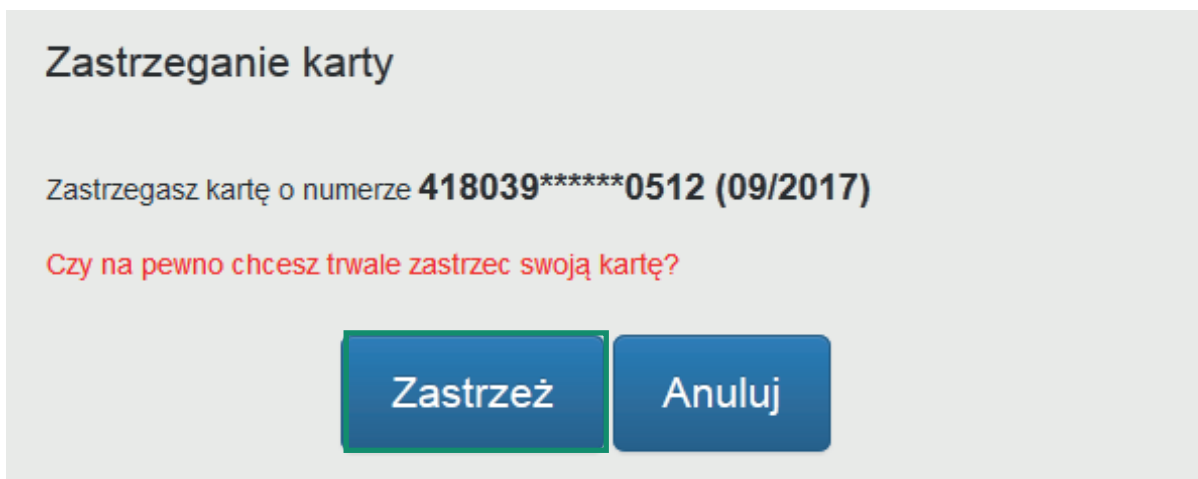 Zastrzeganie karty
Zastrzegasz kartę o numerze 418039******0512 (09/2017)
Czy na pewno chcesz trwale zastrzec swoją kartę?
Zastrzeż Anuluj